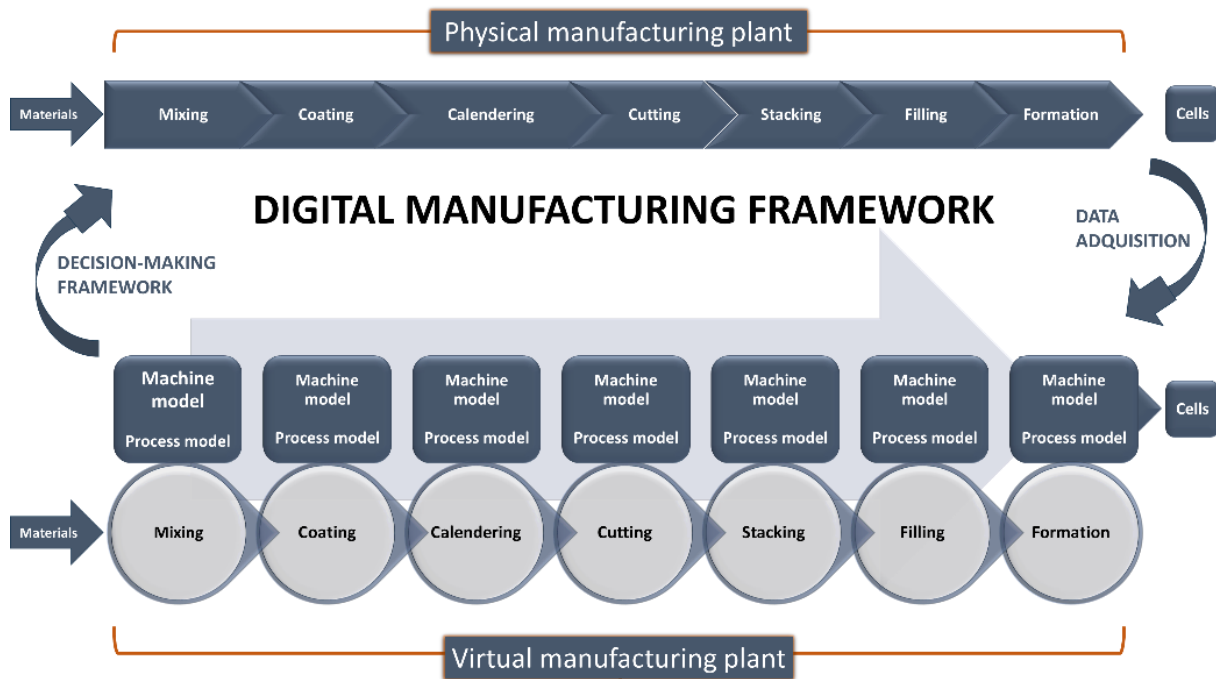 Physical manufacturing plant
Materials
Mixing
Coating
Calendering
Cutting
Stacking
Filling
Formation
Cells
DIGITAL MANUFACTURING FRAMEWORK
DECISION-MAKING
FRAMEWORK
DATA
ADQUISITION
Machine
model
Process model
Machine
model
Process model
Machine
model
Process model
Machine
model
Process model
Machine
model
Process model
Machine
model
Process model
Machine
model
Process model
Cells
Materials
Mixing
Coating
Calendering
Cutting
Stacking
Filling
Formation
Virtual manufacturing plant